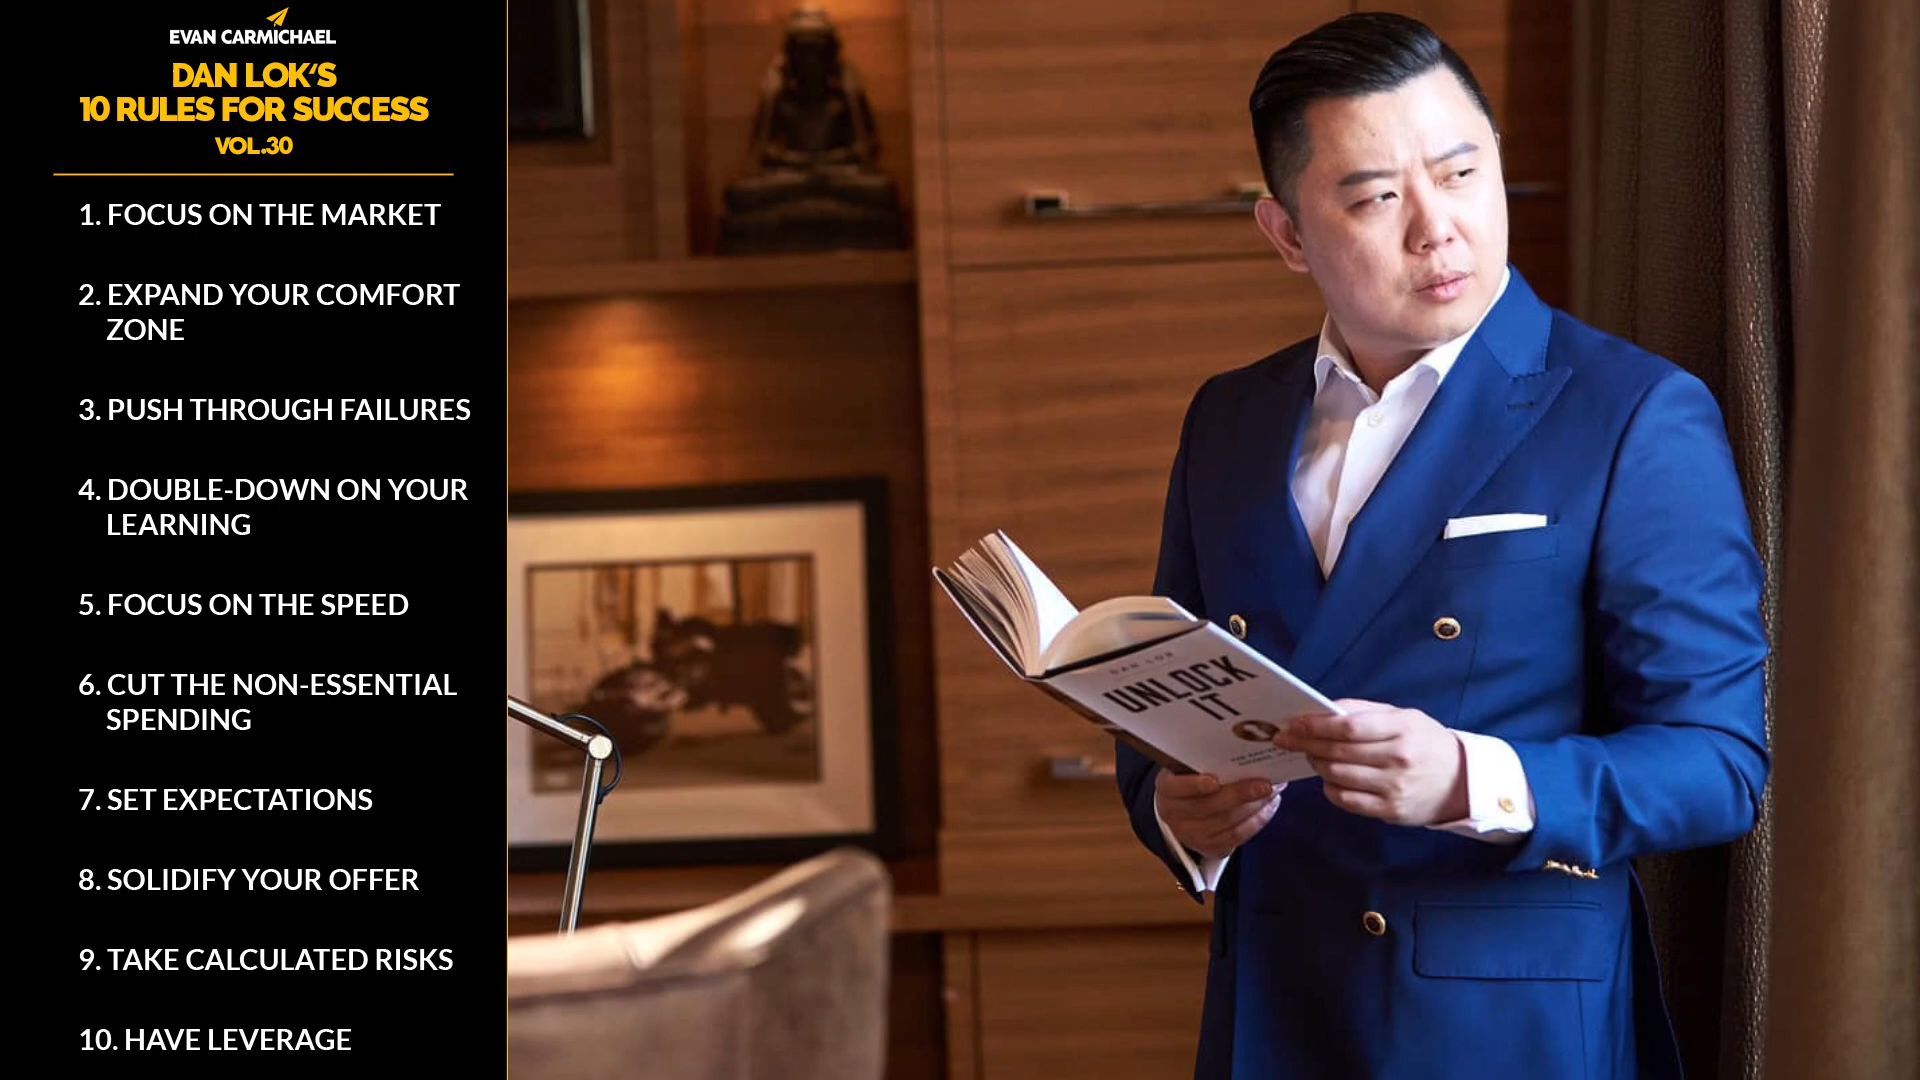 EVAN CARMICHAEL
DAN LOK'S
10 RULES FOR SUCCESS
VOL.30
1. FOCUS ON THE MARKET
2. EXPAND YOUR COMFORT
ZONE
3. PUSH THROUGH FAILURES
4. DOUBLE-DOWN ON YOUR
LEARNING
5. FOCUS ON THE SPEED
6. CUT THE NON-ESSENTIAL
SPENDING
7. SET EXPECTATIONS
8. SOLIDIFY YOUR OFFER
9. TAKE CALCULATED RISKS
10. HAVE LEVERAGE
DAN LOK
UNLOCK
IT